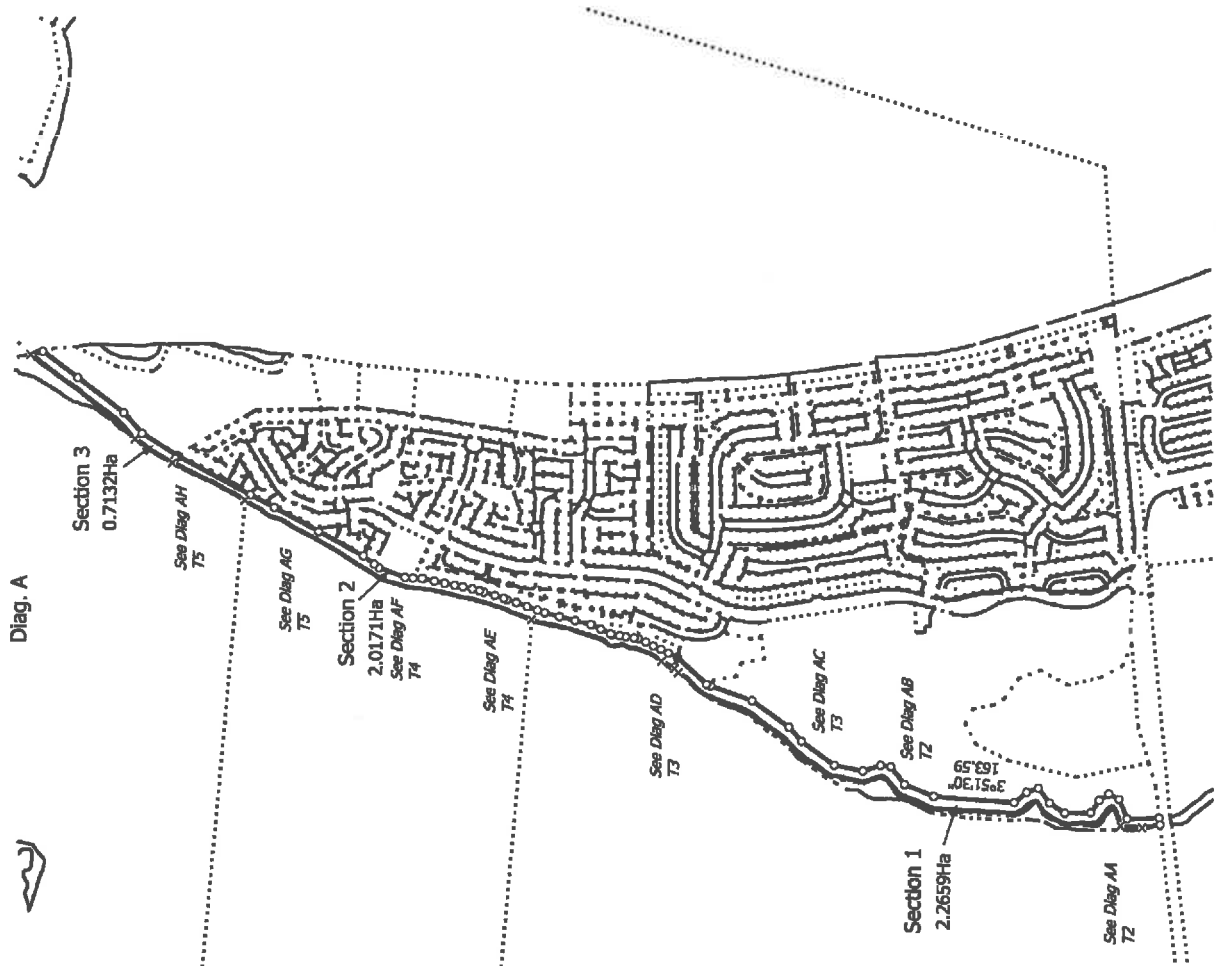 Diag. A
Section 3
0.7132Ha
See Diag AH
T5
See Diag AG
T5
Section 2
2.0171Ha
See Diag AF
T4
See Diag AE
T4
See Diag AD
T3
See Diag AC
T3
See Diag AB
T2
3°51'30"
163.59
Section 1
2.2659Ha
See Diag AA
T2